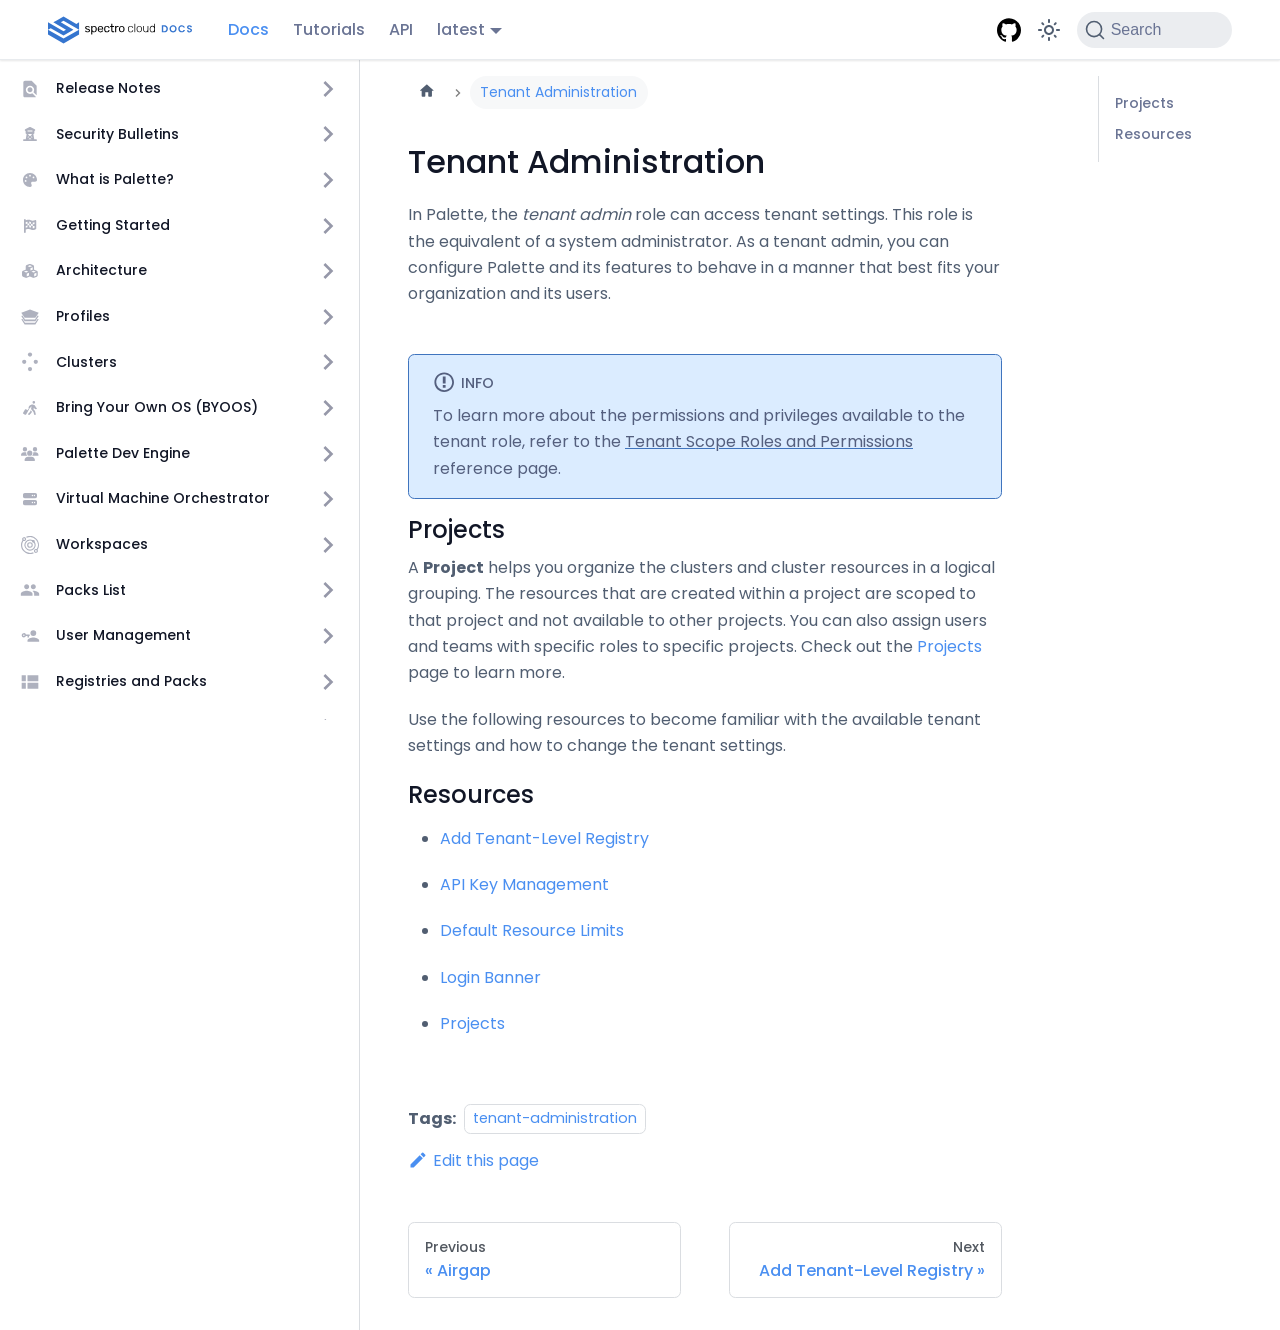 spectro cloud DOCS
Docs
Tutorials
API
latest
Search
Release Notes
Security Bulletins
What is Palette?
Getting Started
Architecture
Profiles
Clusters
Bring Your Own OS (BYOOS)
Palette Dev Engine
Virtual Machine Orchestrator
Workspaces
Packs List
User Management
Registries and Packs
Tenant Administration
Tenant Administration
In Palette, the tenant admin role can access tenant settings. This role is
the equivalent of a system administrator. As a tenant admin, you can
configure Palette and its features to behave in a manner that best fits your
organization and its users.
INFO
To learn more about the permissions and privileges available to the
tenant role, refer to the Tenant Scope Roles and Permissions
reference page.
Projects
A Project helps you organize the clusters and cluster resources in a logical
grouping. The resources that are created within a project are scoped to
that project and not available to other projects. You can also assign users
and teams with specific roles to specific projects. Check out the Projects
page to learn more.
Use the following resources to become familiar with the available tenant
settings and how to change the tenant settings.
Resources
Add Tenant-Level Registry
API Key Management
Default Resource Limits
Login Banner
Projects
Tags: tenant-administration
Edit this page
Previous
« Airgap
Next
Add Tenant-Level Registry »
Projects
Resources